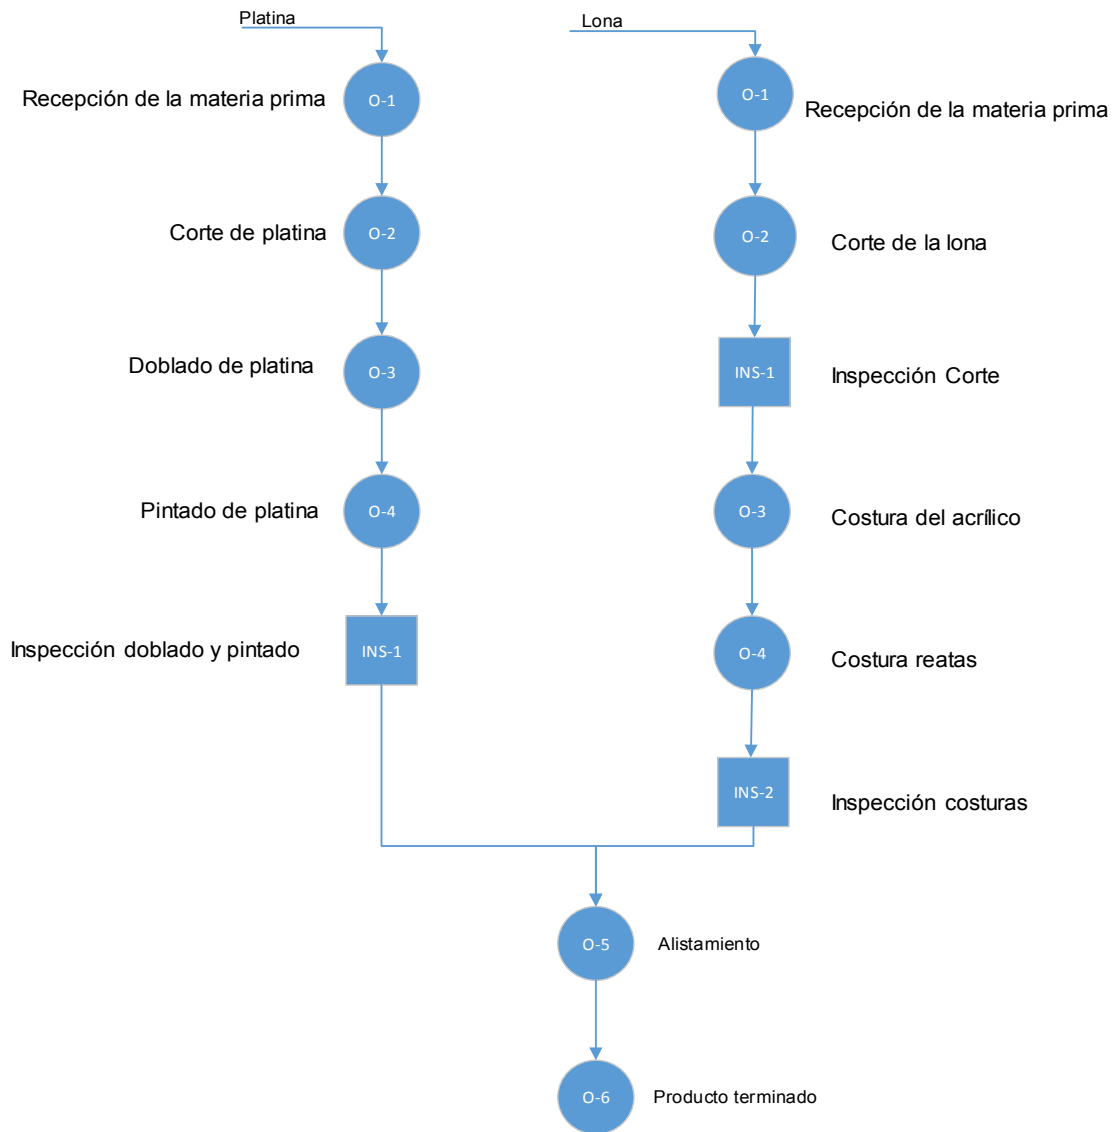 Platina
Lona
Recepción de la materia prima
O-1
O-1
Recepción de la materia prima
Corte de platina
O-2
O-2
Corte de la lona
Doblado de platina
O-3
INS-1
Inspección Corte
Pintado de platina
O-4
O-3
Costura del acrílico
Inspección doblado y pintado
INS-1
O-4
Costura reatas
INS-2
Inspección costuras
O-5
Alistamiento
O-6
Producto terminado